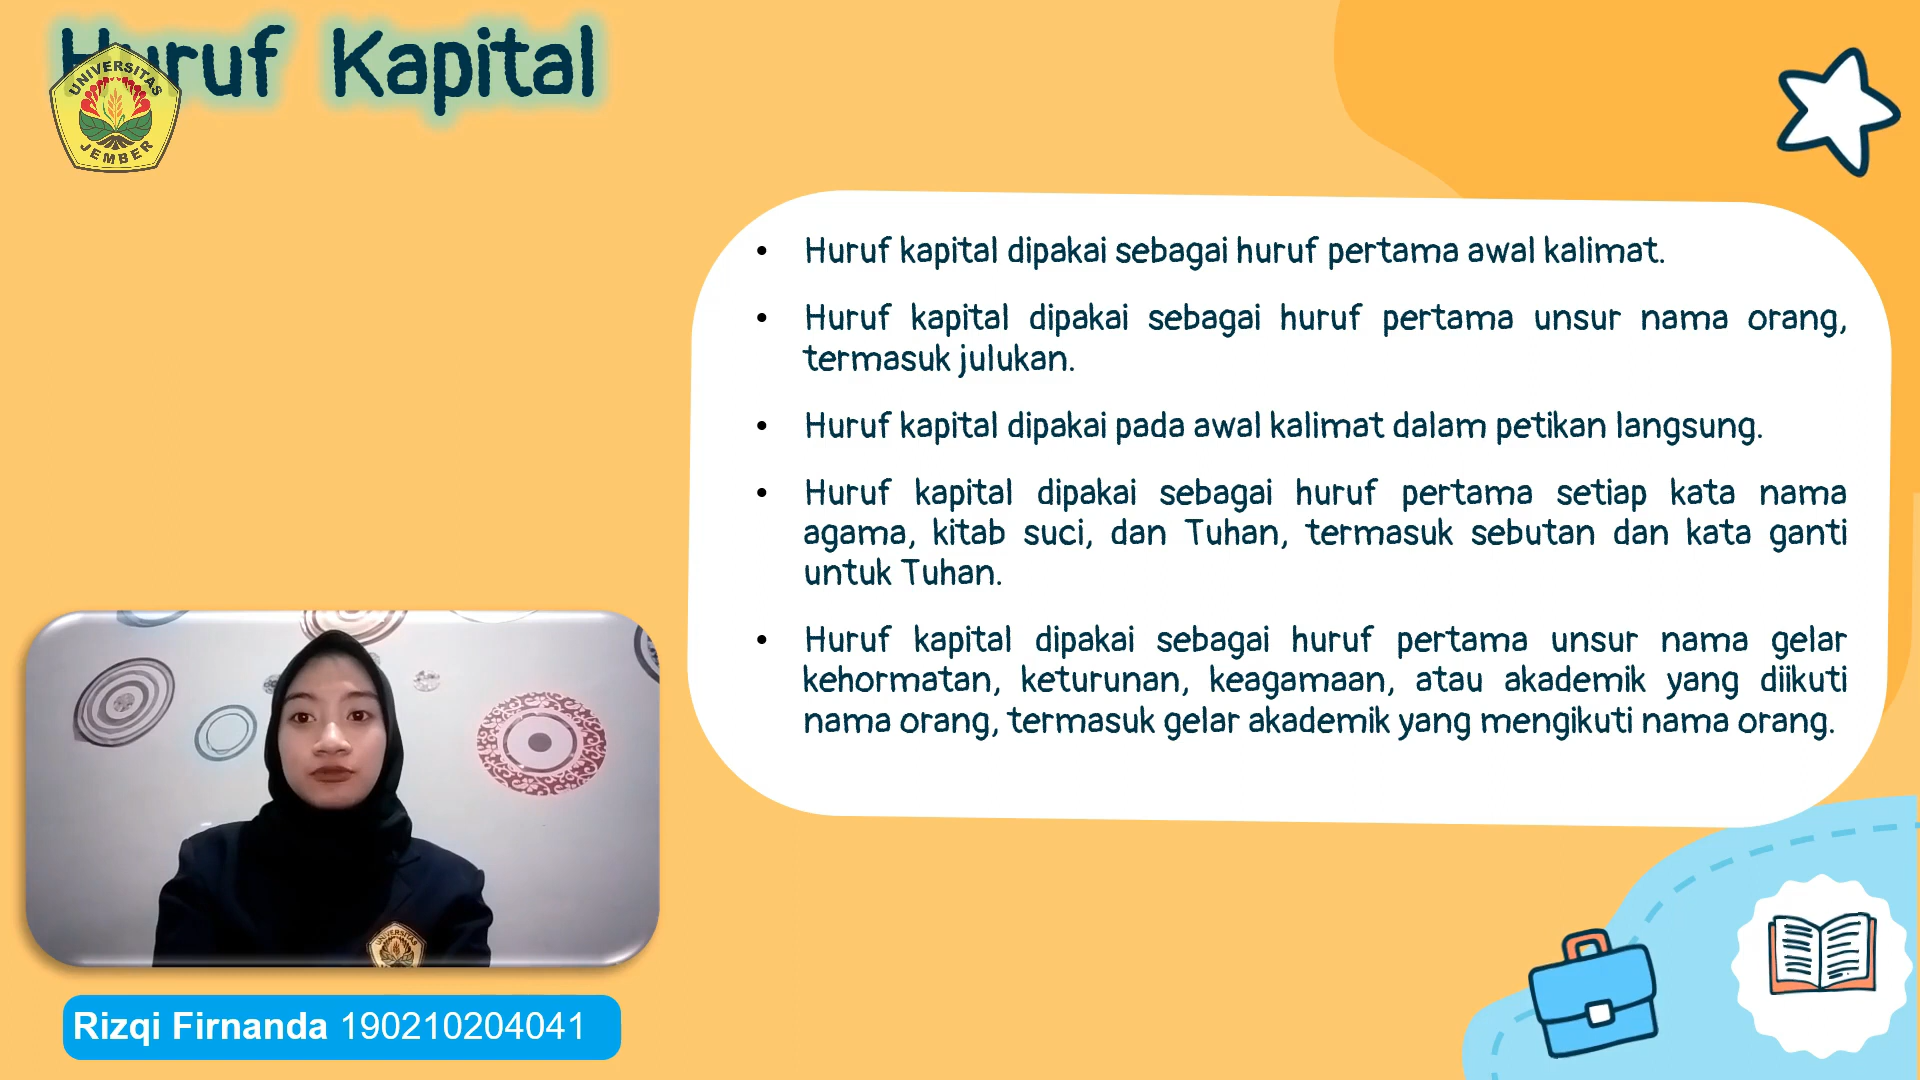 Huruf Kapital
UNIVERSITAS
JEMBER
• Huruf kapital dipakai sebagai huruf pertama awal kalimat.
• Huruf kapital dipakai sebagai huruf pertama unsur nama orang,
termasuk julukan.
• Huruf kapital dipakai pada awal kalimat dalam petikan langsung.
• Huruf kapital dipakai sebagai huruf pertama setiap kata nama
agama, kitab suci, dan Tuhan, termasuk sebutan dan kata ganti
untuk Tuhan.
• Huruf kapital dipakai sebagai huruf pertama unsur nama gelar
kehormatan, keturunan, keagamaan, atau akademik yang diikuti
nama orang, termasuk gelar akademik yang mengikuti nama orang.
UNIVERSITAS
Rizqi Firnanda 190210204041